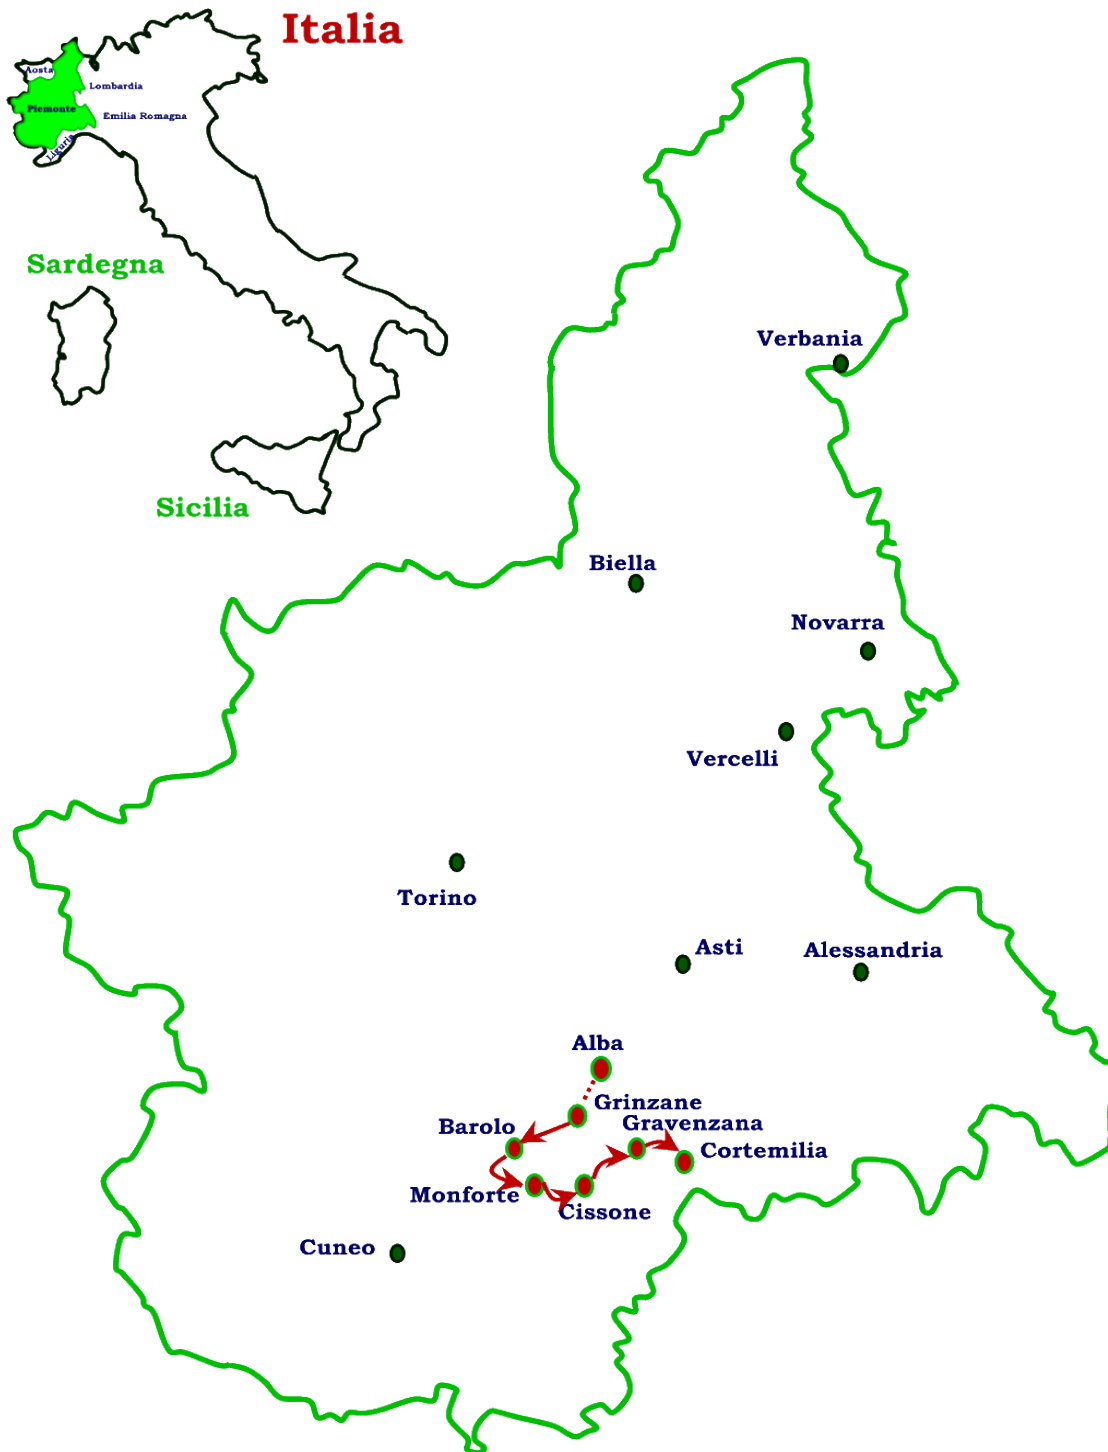 Italia
Aosta
Lombardia
Piemonte
Emilia Romagna
Liguria
Sardegna
Sicilia
Verbania
Biella
Novarra
Vercelli
Torino
Asti
Alessandria
Alba
Grinzane
Barolo
Gravenzana
Cortemilia
Monforte
Cissone
Cuneo